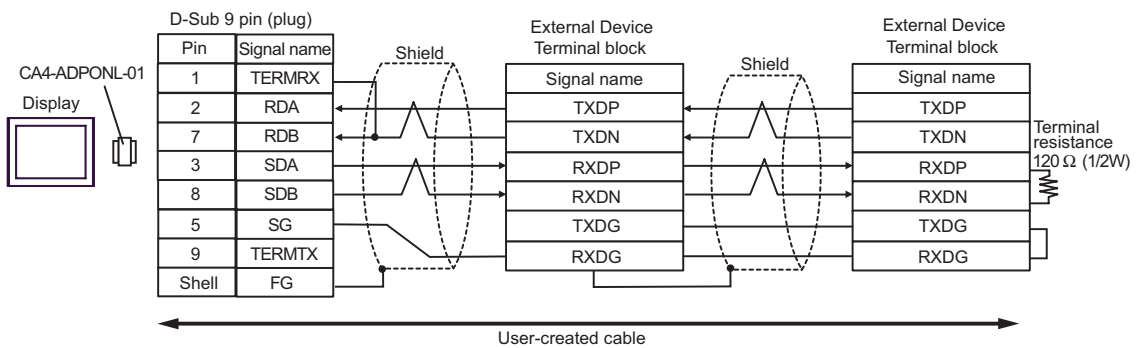 D-Sub 9 pin (plug)
Pin Signal name
1 TERMRX
2 RDA
7 RDB
3 SDA
8 SDB
5 SG
9 TERMTX
Shell FG
CA4-ADPONL-01
Display
Shield
External Device
Terminal block
Signal name
TXDP
TXDN
RXDP
RXDN
TXDG
RXDG
Shield
External Device
Terminal block
Signal name
TXDP
TXDN
RXDP
RXDN
TXDG
RXDG
Terminal
resistance
120 Ω (1/2W)
User-created cable